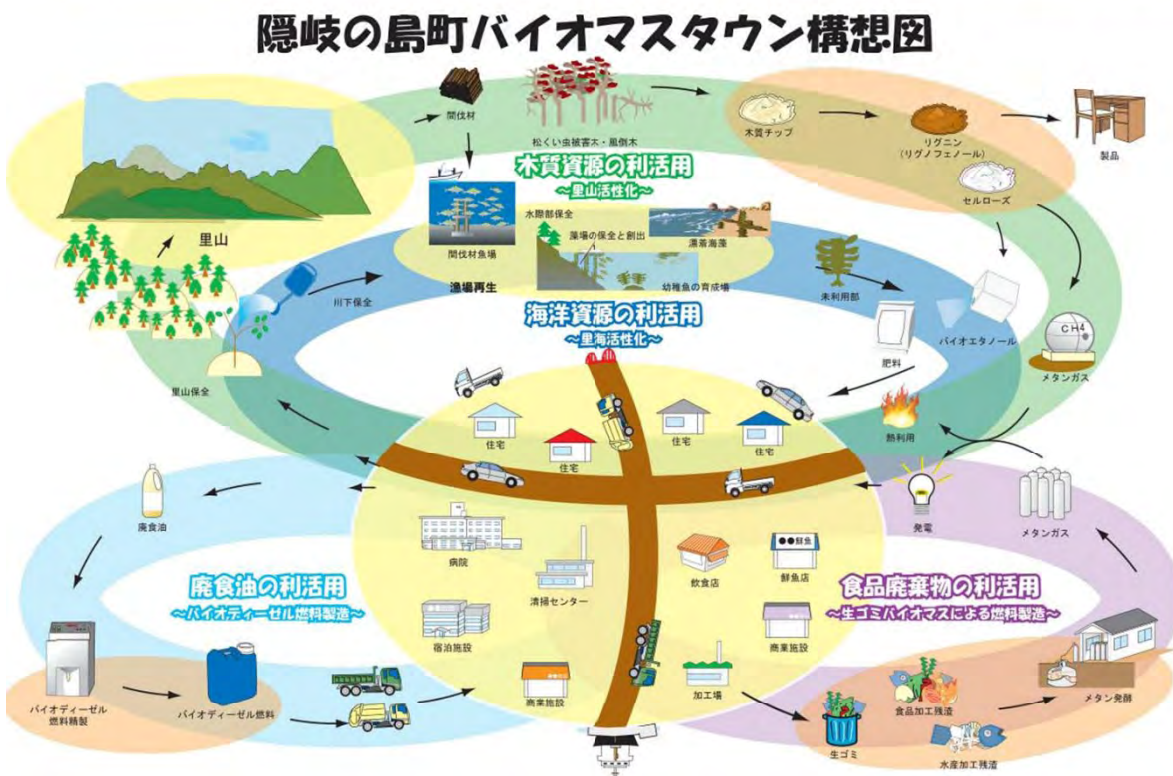 隠岐の島町バイオマスタウン構想図
間伐材
松くい虫被害木・風倒木
木質チップ
リグニン
(リグノフェノール)
製品
セルローズ
木質資源の利活用
～里山活性化～
里山
水際部保全
藻場の保全と創出
漂着海藻
間伐材魚場
幼稚魚の育成場
漁場再生
川下保全
未利用部
海洋資源の利活用
～里海活性化～
肥料
バイオエタノール
CH4
メタンガス
里山保全
熱利用
住宅
住宅
住宅
住宅
廃食油
発電
メタンガス
病院
清掃センター
飲食店
●●鮮魚
鮮魚店
廃食油の利活用
～バイオディーゼル燃料製造～
食品廃棄物の利活用
～生ゴミバイオマスによる燃料製造～
宿泊施設
商業施設
商業施設
加工場
バイオディーゼル
燃料精製
バイオディーゼル燃料
生ゴミ
食品加工残渣
水産加工残渣
メタン発酵